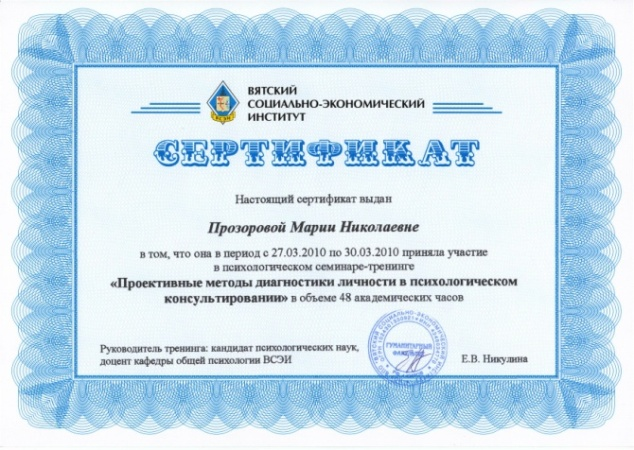 ВЯТСКИЙ
СОЦИАЛЬНО-ЭКОНОМИЧЕСКИЙ
ИНСТИТУТ
СЕРТИФИКАТ
Настоящий сертификат выдан
Прозоровой Марии Николаевне
в том, что она в период с 27.03.2010 по 30.03.2010 приняла участие
в психологическом семинаре-тренинге
«Проективные методы диагностики личности в психологическом
консультировании» в объеме 48 академических часов
Руководитель тренинга: кандидат психологических наук,
доцент кафедры общей психологии ВСЭИ
Е.В. Никулина
ГУМАНИТАРНЫЙ